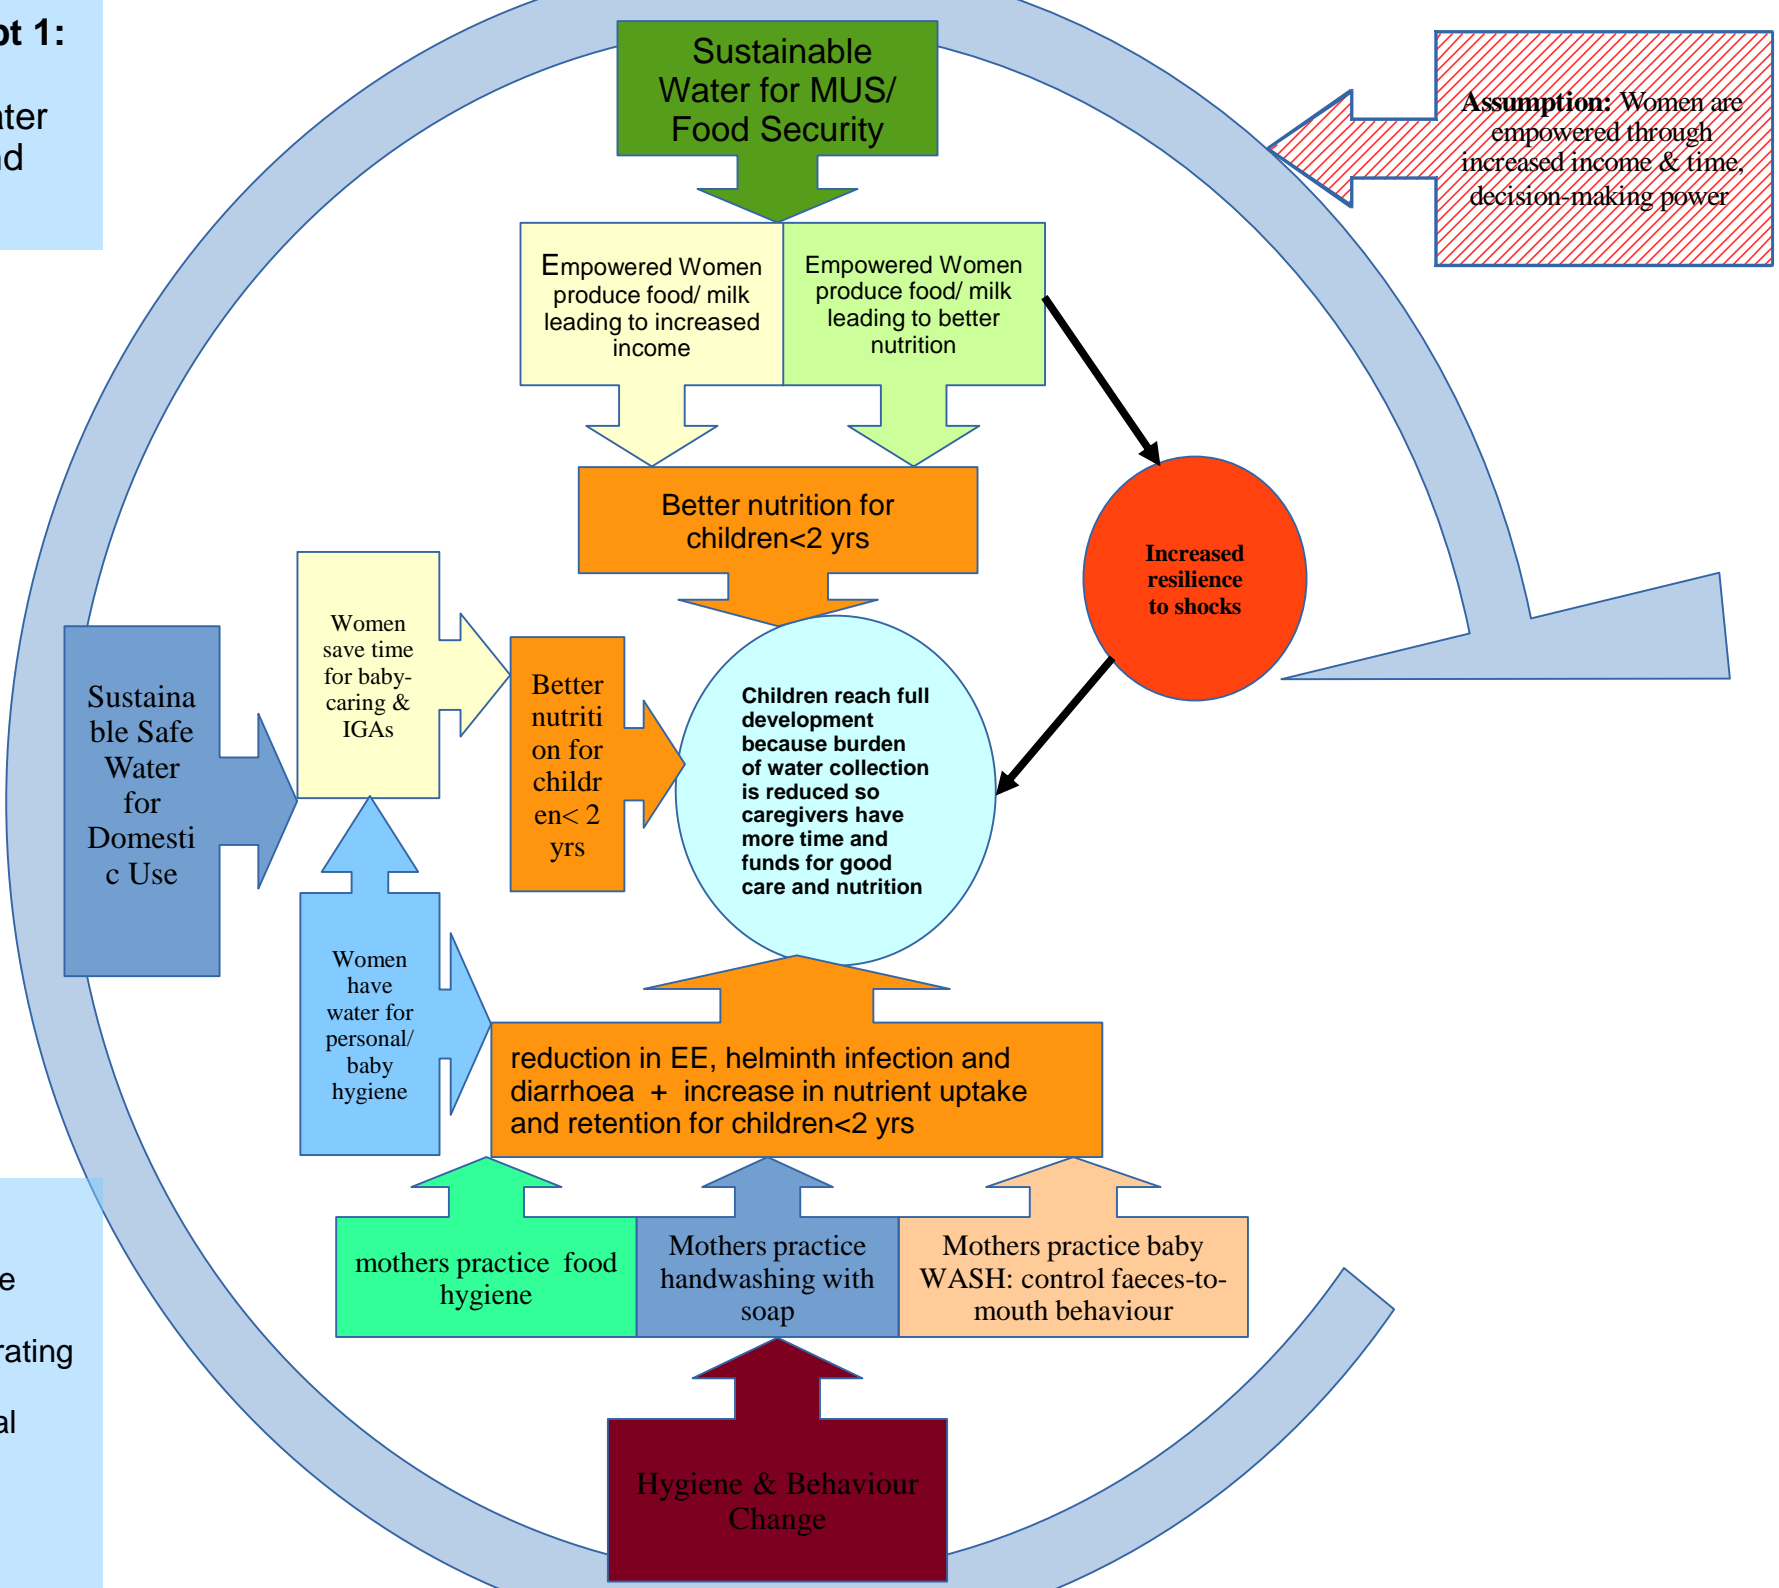 pt 1:
ater
nd
Sustainable
Water for MUS/
Food Security
Assumption: Women are
empowered through
increased income & time,
decision-making power
Empowered Women
produce food/ milk
leading to increased
income
Empowered Women
produce food/ milk
leading to better
nutrition
Better nutrition for
children<2 yrs
Increased
resilience
to shocks
Women
save time
for baby-
caring &
IGAs
Sustaina
ble Safe
Water
for
Domesti
c Use
Better
nutriti
on for
childr
en< 2
yrs
Children reach full
development
because burden
of water collection
is reduced so
caregivers have
more time and
funds for good
care and nutrition
Women
have
water for
personal/
baby
hygiene
reduction in EE, helminth infection and
diarrhoea + increase in nutrient uptake
and retention for children<2 yrs
mothers practice food
hygiene
Mothers practice
handwashing with
soap
Mothers practice baby
WASH: control faeces-to-
mouth behaviour
e
rating
al
Hygiene & Behaviour
Change